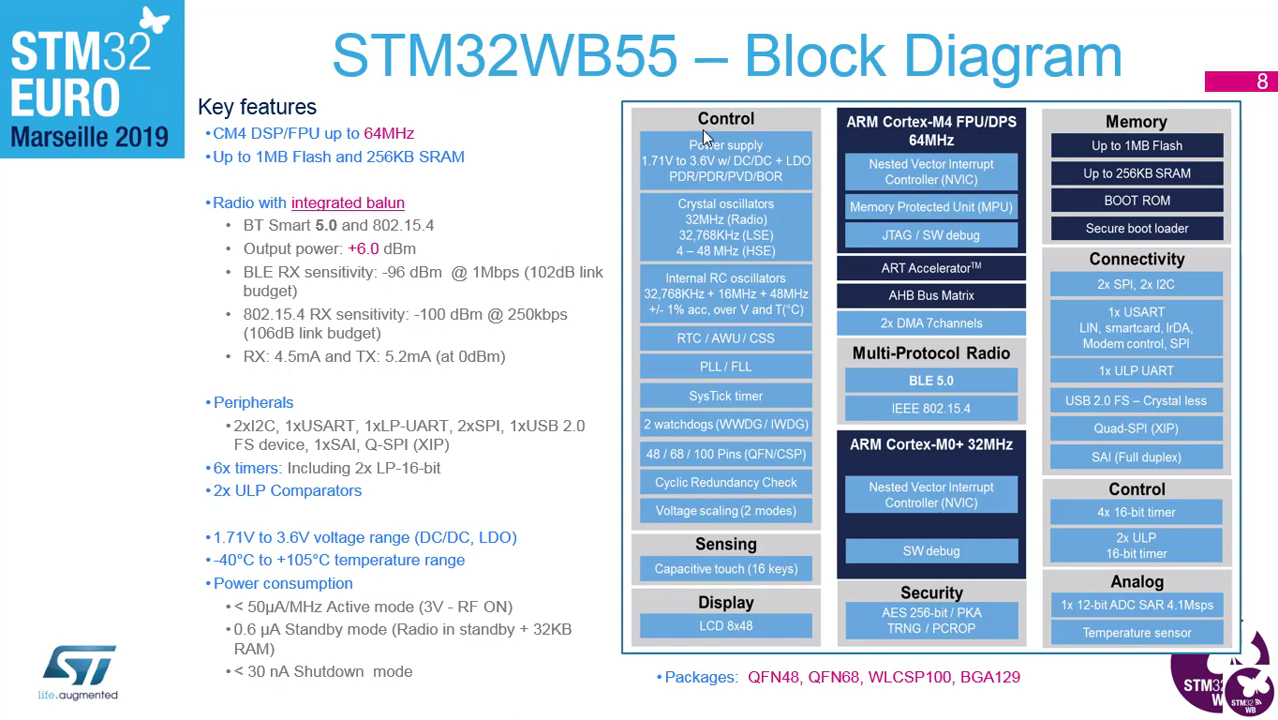 STM32
EURO
Marseille 2019
STM32WB55 – Block Diagram
8
Key features
•CM4 DSP/FPU up to 64MHz
•Up to 1MB Flash and 256KB SRAM
•Radio with integrated balun
• BT Smart 5.0 and 802.15.4
• Output power: +6.0 dBm
• BLE RX sensitivity: -96 dBm @ 1Mbps (102dB link
budget)
• 802.15.4 RX sensitivity: -100 dBm @ 250kbps
(106dB link budget)
• RX: 4.5mA and TX: 5.2mA (at 0dBm)
•Peripherals
• 2xI2C, 1xUSART, 1xLP-UART, 2xSPI, 1xUSB 2.0
FS device, 1xSAI, Q-SPI (XIP)
•6x timers: Including 2x LP-16-bit
•2x ULP Comparators
•1.71V to 3.6V voltage range (DC/DC, LDO)
•-40°C to +105°C temperature range
•Power consumption
• < 50µA/MHz Active mode (3V - RF ON)
• 0.6 µA Standby mode (Radio in standby + 32KB
RAM)
• < 30 nA Shutdown mode
Control
Power supply
1.71V to 3.6V w/ DC/DC + LDO
PDR/PDR/PVD/BOR
Crystal oscillators
32MHz (Radio)
32,768KHz (LSE)
4 – 48 MHz (HSE)
Internal RC oscillators
32,768KHz + 16MHz + 48MHz
+/- 1% acc, over V and T(°C)
RTC / AWU / CSS
PLL / FLL
SysTick timer
2 watchdogs (WWDG / IWDG)
48 / 68 / 100 Pins (QFN/CSP)
Cyclic Redundancy Check
Voltage scaling (2 modes)
Sensing
Capacitive touch (16 keys)
Display
LCD 8x48
ARM Cortex-M4 FPU/DPS
64MHz
Nested Vector Interrupt
Controller (NVIC)
Memory Protected Unit (MPU)
JTAG / SW debug
ART Accelerator™
AHB Bus Matrix
2x DMA 7channels
Multi-Protocol Radio
BLE 5.0
IEEE 802.15.4
ARM Cortex-M0+ 32MHz
Nested Vector Interrupt
Controller (NVIC)
SW debug
Security
AES 256-bit / PKA
TRNG / PCROP
Memory
Up to 1MB Flash
Up to 256KB SRAM
BOOT ROM
Secure boot loader
Connectivity
2x SPI, 2x I2C
1x USART
LIN, smartcard, IrDA,
Modem control, SPI
1x ULP UART
USB 2.0 FS – Crystal less
Quad-SPI (XIP)
SAI (Full duplex)
Control
4x 16-bit timer
2x ULP
16-bit timer
Analog
1x 12-bit ADC SAR 4.1Msps
Temperature sensor
•Packages: QFN48, QFN68, WLCSP100, BGA129
ST
life.augmented
STM32
W
STM32
WB